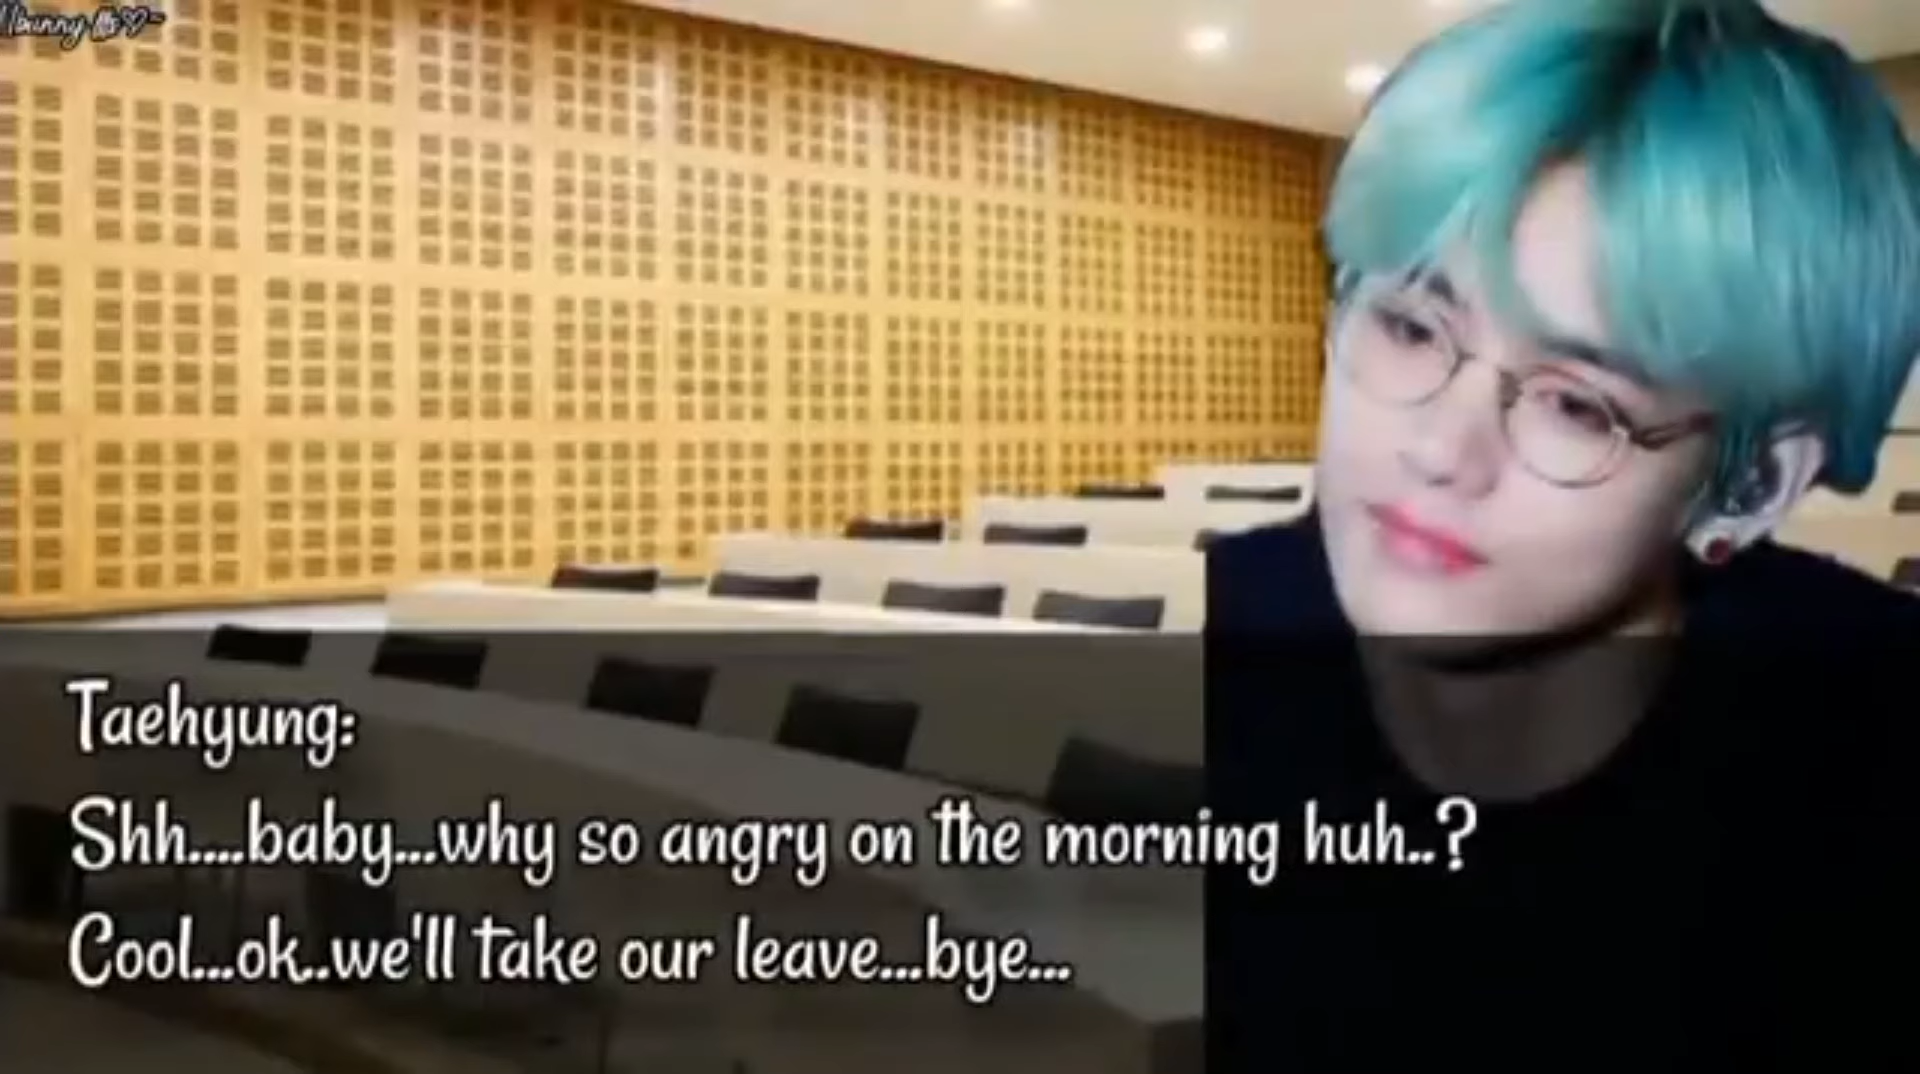 Taehyung:
Shh....baby...why so angry on the morning huh..?
Cool...ok..we'll take our leave...bye...